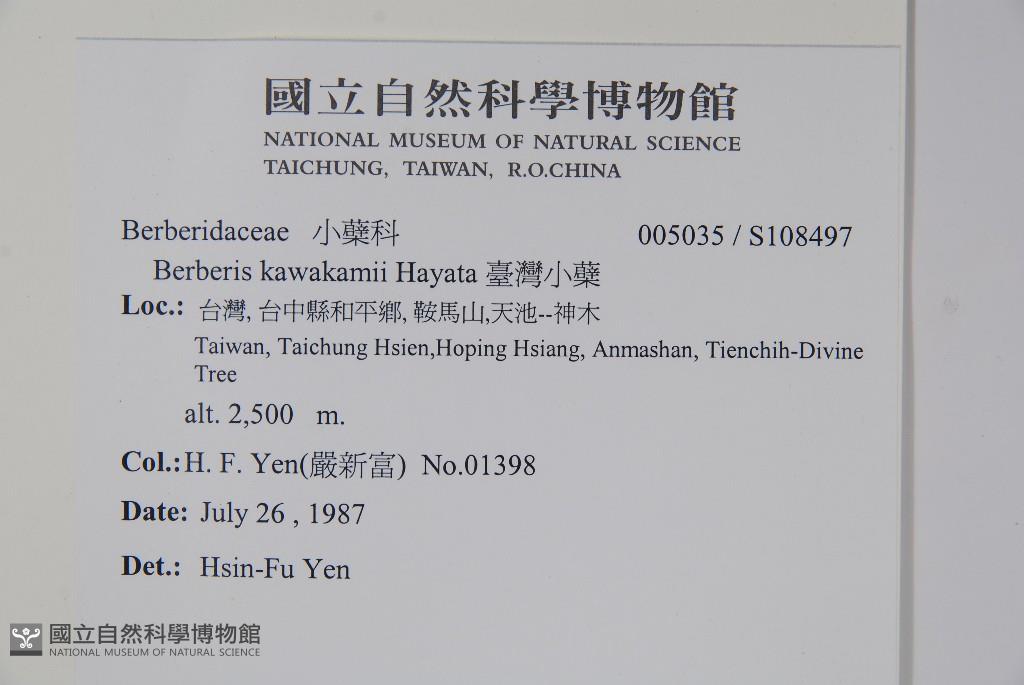 國立自然科學博物館
NATIONAL MUSEUM OF NATURAL SCIENCE
TAICHUNG, TAIWAN, R.O.CHINA
Berberidaceae 小蘗科 005035 / S108497
Berberis kawakamii Hayata 臺灣小蘗
Loc.: 台灣, 台中縣和平鄉, 鞍馬山,天池--神木
Taiwan, Taichung Hsien,Hoping Hsiang, Anmashan, Tienchih-Divine
Tree
alt. 2,500 m.
Col.:H. F. Yen(嚴新富) No.01398
Date: July 26 , 1987
Det.: Hsin-Fu Yen
國立自然科學博物館
NATIONAL MUSEUM OF NATURAL SCIENCE